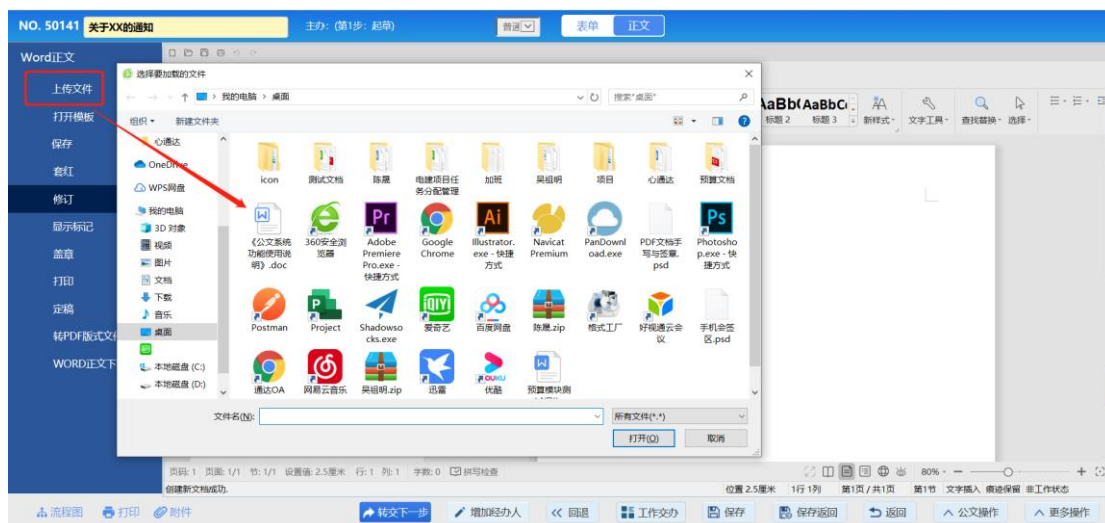 NO. 50141 关于XX的通知 主办: (第1步: 起草) 普通 表单 正文
Word正文
上传文件
打开模板
保存
套红
修订
显示标记
盖章
打印
定稿
转PDF版式文件
WORD正文下
选择要加载的文件
我的电脑 › 桌面 搜索"桌面"
组织 新建文件夹
心通达
OneDrive
WPS网盘
我的电脑
3D 对象
视频
图片
文档
下载
音乐
桌面
本地磁盘 (C:)
本地磁盘 (D:)
icon 测试文档 陈晟 电建项目任务分配管理 加班 吴组明 项目 心通达 预算文档
《公文系统功能使用说明》.doc 360安全浏览器 Adobe Premiere Pro.exe - 快捷方式 Google Chrome Illustrator.exe - 快捷方式 Navicat Premium PanDownload.exe PDF文档手写与签章.psd Photoshop.exe - 快捷方式
Postman Project Shadowsocks.exe 爱奇艺 百度网盘 陈晟.zip 格式工厂 好视通云会议 手机会签区.psd
通达OA 网易云音乐 吴组明.zip 迅雷 优酷 预算模块测
文件名(N): 所有文件(*.*)
打开(O) 取消
AaBb( AaBbC
标题 2 标题 3 新样式 文字工具 查找替换 选择
页码: 1 页面: 1/1 节: 1/1 设置值: 2.5厘米 行: 1 列: 1 字数: 0 拼写检查 80%
创建新文档成功. 位置 2.5厘米 1行 1列 第1页 / 共1页 第1节 文字插入 痕迹保留 非工作状态
流程图 打印 附件 转交下一步 增加经办人 回退 工作交办 保存 保存返回 返回 公文操作 更多操作